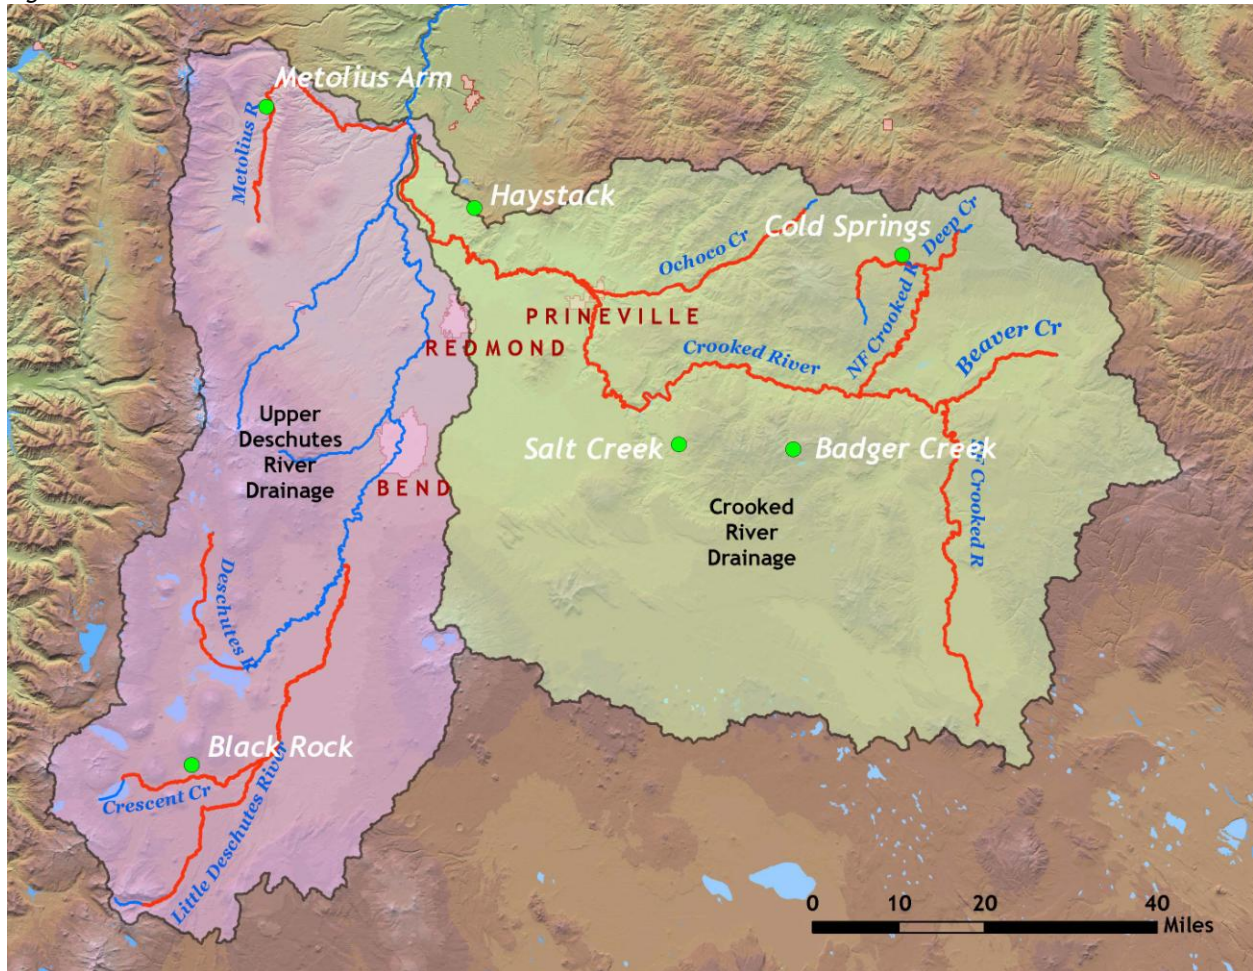 Metolius Arm
Metolius R
Haystack
Cold Springs
Deep Cr
Ochoco Cr
PRINEVILLE
REDMOND
NF Crooked R
Crooked River
Beaver Cr
Upper
Deschutes
River
Drainage
Salt Creek
Badger Creek
BEND
SF Crooked R
Crooked
River
Drainage
Deschutes R
Black Rock
Crescent Cr
Little Deschutes River
0 10 20 40
Miles